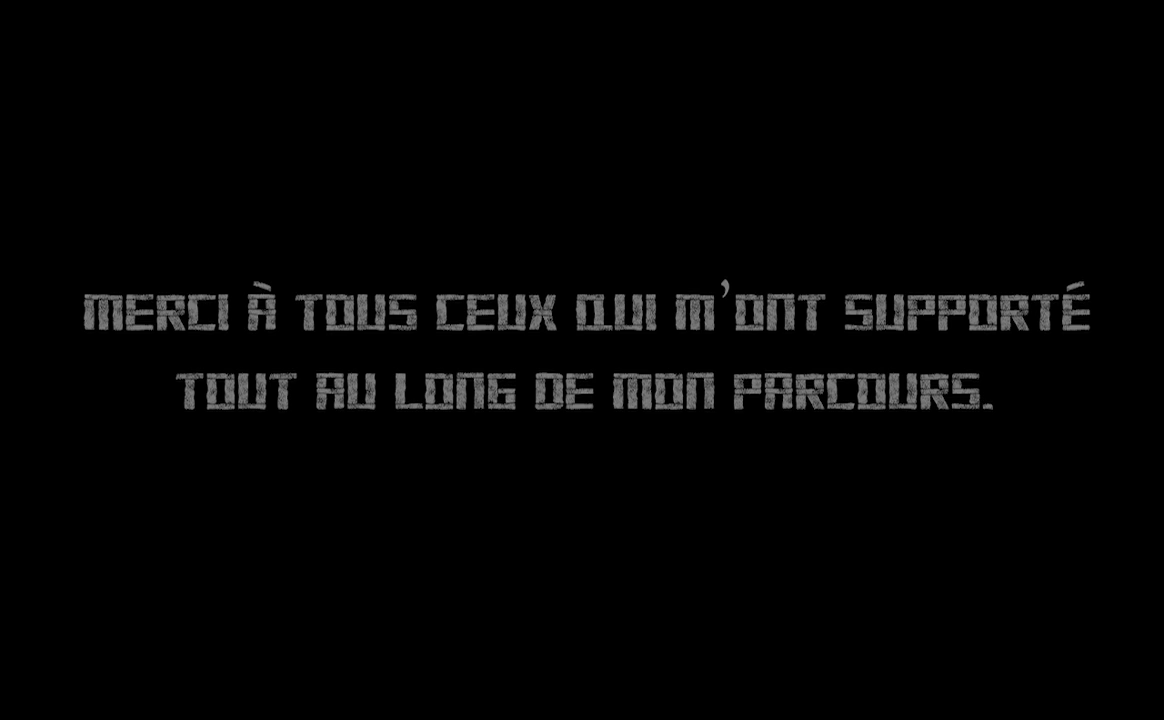 MERCI À TOUS CEUX QUI M'ONT SUPPORTÉ
TOUT AU LONG DE MON PARCOURS.